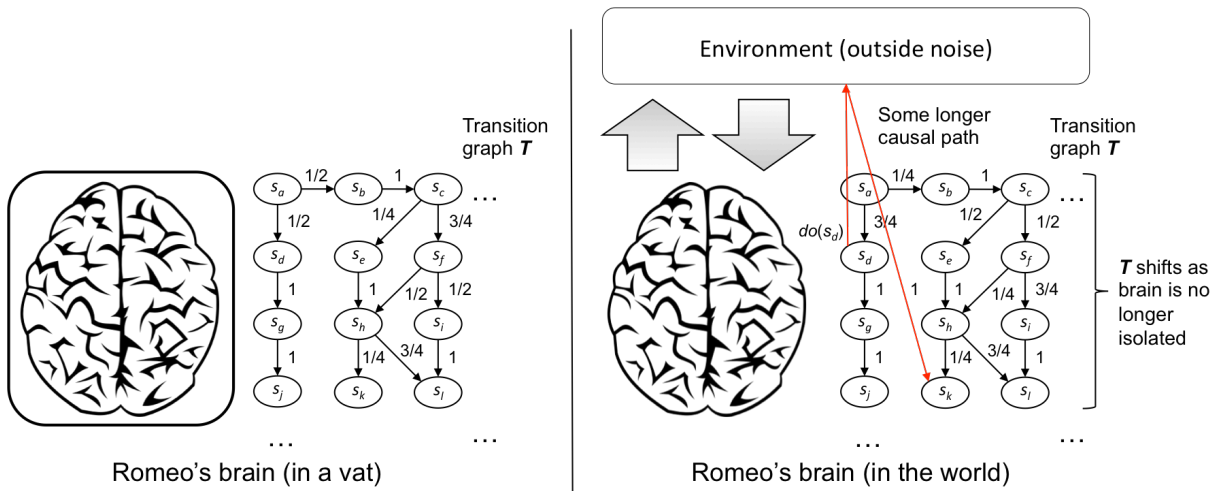 Environment (outside noise)
Transition
graph T
Some longer
causal path
Transition
graph T
s_a 1/2 s_b 1 s_c ...
1/2 1/4 3/4
s_d s_e s_f
1 1 1/2 1/2
s_g s_h s_i
1 1/4 3/4 1
s_j s_k s_l
... ...
s_a 1/4 s_b 1 s_c ...
3/4 1/2 1/2
do(s_d)
s_d s_e s_f
1 1 1/4 3/4
s_g s_h s_i
1 1/4 3/4 1
s_j s_k s_l
... ...
T shifts as
brain is no
longer
isolated
Romeo’s brain (in a vat)
Romeo’s brain (in the world)